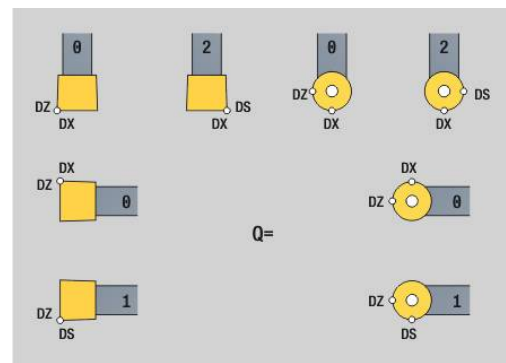 0 2 0 2
DZ DS DZ DS
DX DX DX DX
DX DX
DZ 0 DZ 0
Q=
1 1
DZ DZ
DS DS